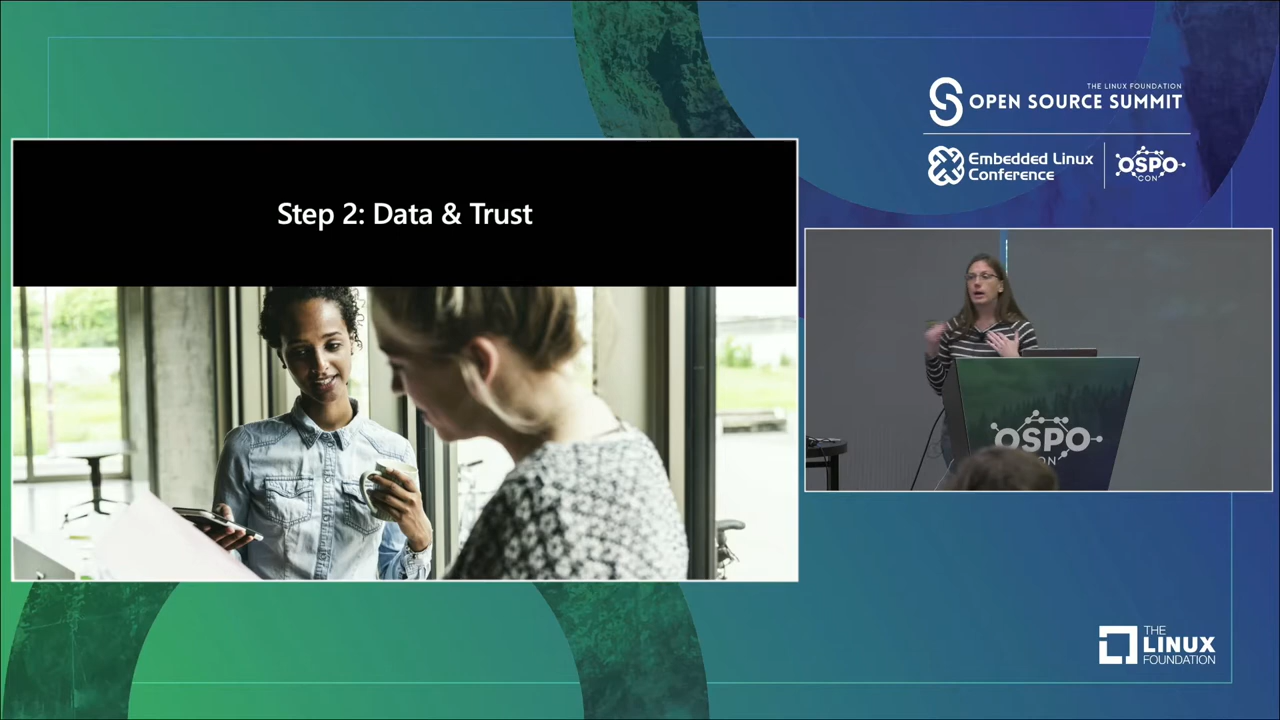 THE LINUX FOUNDATION
OPEN SOURCE SUMMIT
Embedded Linux
Conference
OSPO
CON
Step 2: Data & Trust
OSPO
CON
THE
LINUX
FOUNDATION